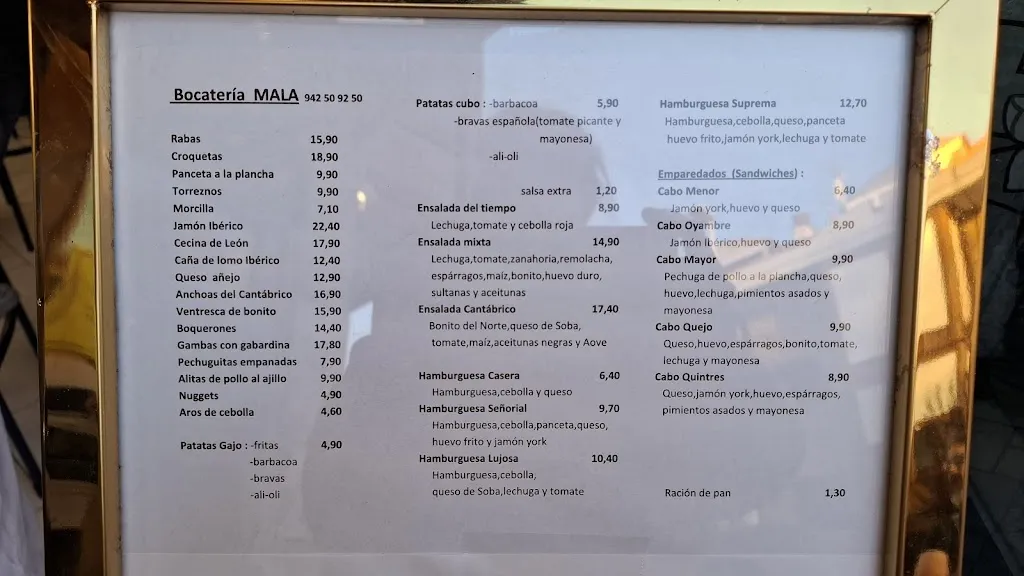 Bocatería MALA 942 50 92 50
Rabas 15,90
Croquetas 18,90
Panceta a la plancha 9,90
Torreznos 9,90
Morcilla 7,10
Jamón Ibérico 22,40
Cecina de León 17,90
Caña de lomo Ibérico 12,40
Queso añejo 12,90
Anchoas del Cantábrico 16,90
Ventresca de bonito 15,90
Boquerones 14,40
Gambas con gabardina 17,80
Pechuguitas empanadas 7,90
Alitas de pollo al ajillo 9,90
Nuggets 4,90
Aros de cebolla 4,60
Patatas Gajo : -fritas 4,90
-barbacoa
-bravas
-ali-oli
Patatas cubo : -barbacoa 5,90
-bravas española(tomate picante y
mayonesa)
-ali-oli
salsa extra 1,20
Ensalada del tiempo 8,90
Lechuga,tomate y cebolla roja
Ensalada mixta 14,90
Lechuga,tomate,zanahoria,remolacha,
espárragos,maíz,bonito,huevo duro,
sultanas y aceitunas
Ensalada Cantábrico 17,40
Bonito del Norte,queso de Soba,
tomate,maíz,aceitunas negras y Aove
Hamburguesa Casera 6,40
Hamburguesa,cebolla y queso
Hamburguesa Señorial 9,70
Hamburguesa,cebolla,panceta,queso,
huevo frito y jamón york
Hamburguesa Lujosa 10,40
Hamburguesa,cebolla,
queso de Soba,lechuga y tomate
Hamburguesa Suprema 12,70
Hamburguesa,cebolla,queso,panceta
huevo frito,jamón york,lechuga y tomate
Emparedados (Sandwiches) :
Cabo Menor 6,40
Jamón york,huevo y queso
Cabo Oyambre 8,90
Jamón Ibérico,huevo y queso
Cabo Mayor 9,90
Pechuga de pollo a la plancha,queso,
huevo,lechuga,pimientos asados y
mayonesa
Cabo Quejo 9,90
Queso,huevo,espárragos,bonito,tomate,
lechuga y mayonesa
Cabo Quintres 8,90
Queso,jamón york,huevo,espárragos,
pimientos asados y mayonesa
Ración de pan 1,30